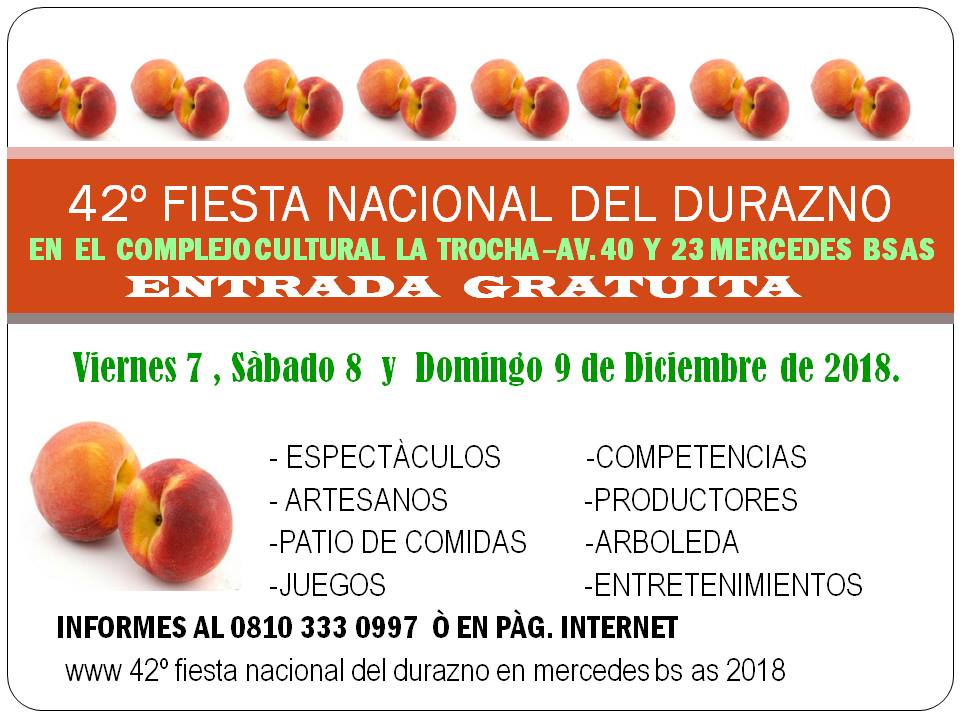 42º FIESTA NACIONAL DEL DURAZNO
EN EL COMPLEJO CULTURAL LA TROCHA –AV. 40 Y 23 MERCEDES BS AS
ENTRADA GRATUITA
Viernes 7 , Sàbado 8 y Domingo 9 de Diciembre de 2018.
- ESPECTÀCULOS -COMPETENCIAS
- ARTESANOS -PRODUCTORES
-PATIO DE COMIDAS -ARBOLEDA
-JUEGOS -ENTRETENIMIENTOS
INFORMES AL 0810 333 0997 Ò EN PÀG. INTERNET
www 42º fiesta nacional del durazno en mercedes bs as 2018